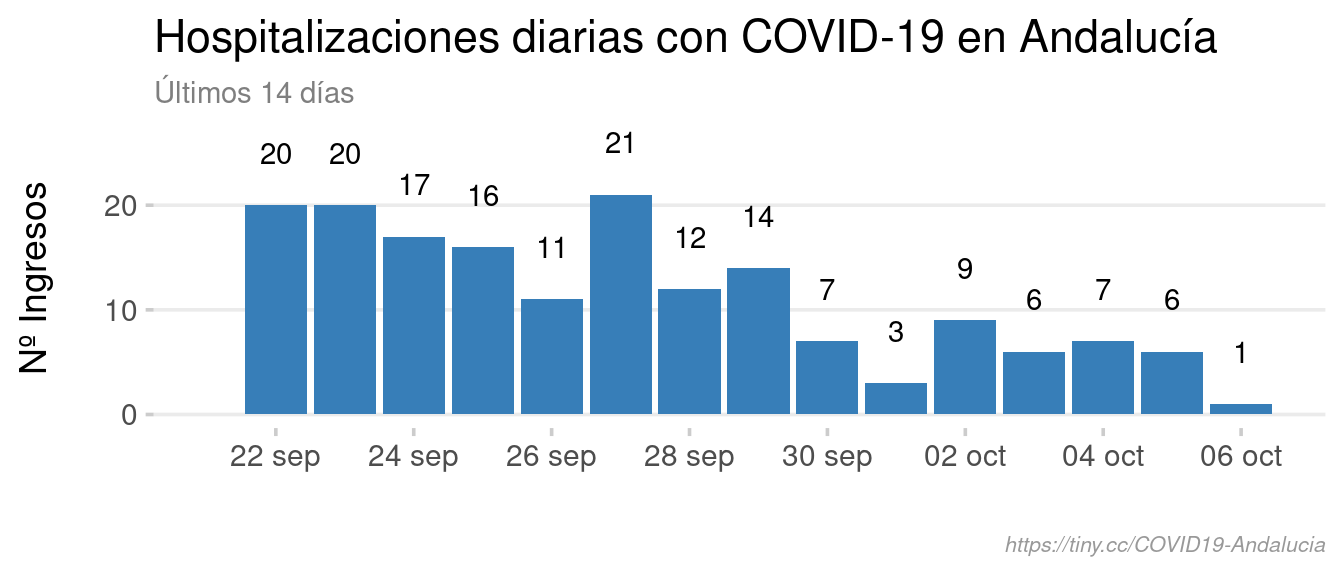 Hospitalizaciones diarias con COVID-19 en Andalucía
Últimos 14 días
Nº Ingresos
20
10
0
20 20 17 16 11 21 12 14 7 3 9 6 7 6 1
22 sep 24 sep 26 sep 28 sep 30 sep 02 oct 04 oct 06 oct
https://tiny.cc/COVID19-Andalucia